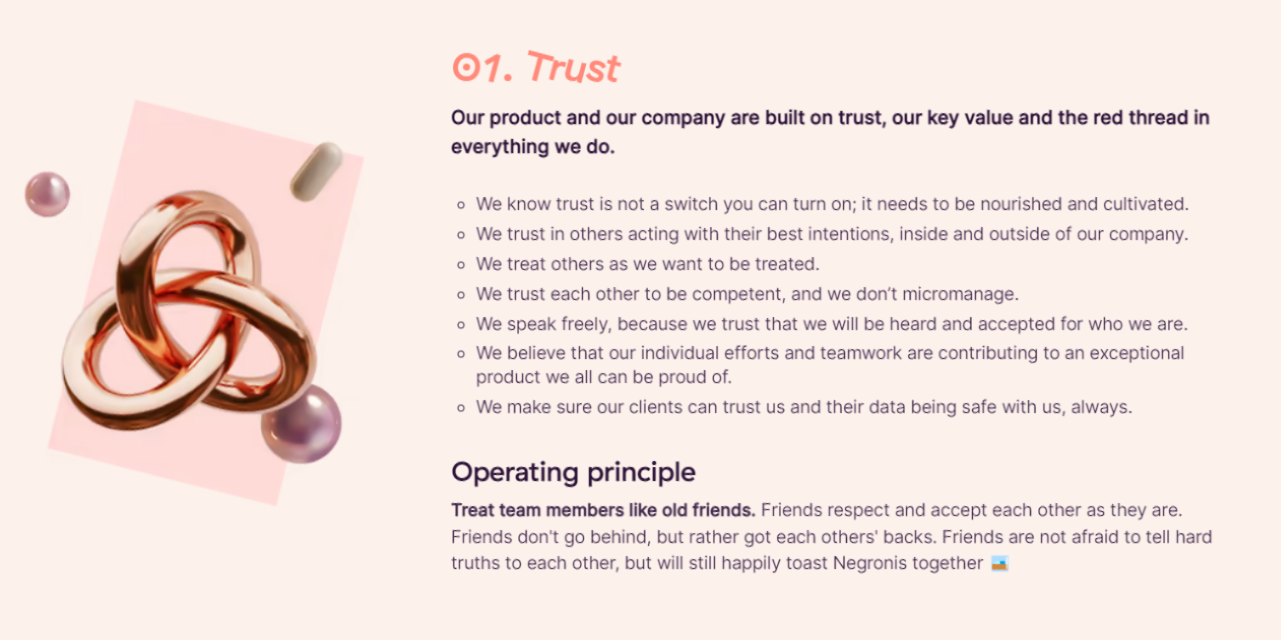 01. Trust
Our product and our company are built on trust, our key value and the red thread in
everything we do.
We know trust is not a switch you can turn on; it needs to be nourished and cultivated.
We trust in others acting with their best intentions, inside and outside of our company.
We treat others as we want to be treated.
We trust each other to be competent, and we don't micromanage.
We speak freely, because we trust that we will be heard and accepted for who we are.
We believe that our individual efforts and teamwork are contributing to an exceptional
product we all can be proud of.
We make sure our clients can trust us and their data being safe with us, always.
Operating principle
Treat team members like old friends. Friends respect and accept each other as they are.
Friends don't go behind, but rather got each others' backs. Friends are not afraid to tell hard
truths to each other, but will still happily toast Negronis together